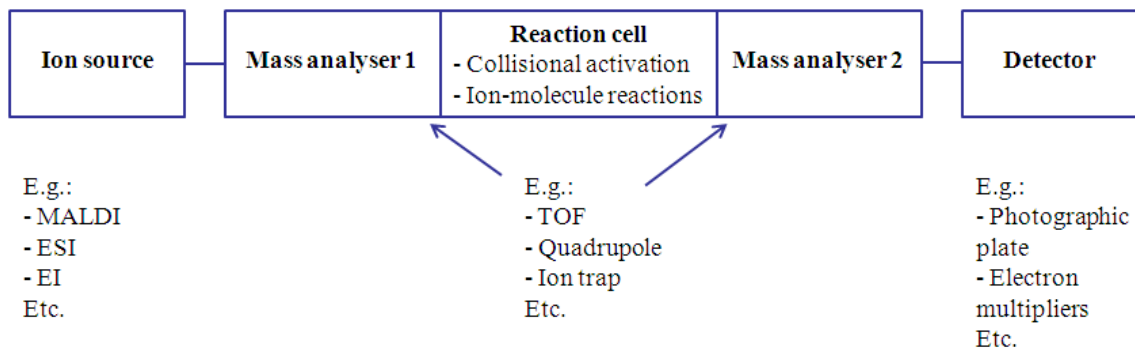 Ion source
Mass analyser 1
Reaction cell
- Collisional activation
- Ion-molecule reactions
Mass analyser 2
Detector
E.g.:
- MALDI
- ESI
- EI
Etc.
E.g.:
- TOF
- Quadrupole
- Ion trap
Etc.
E.g.:
- Photographic
plate
- Electron
multipliers
Etc.